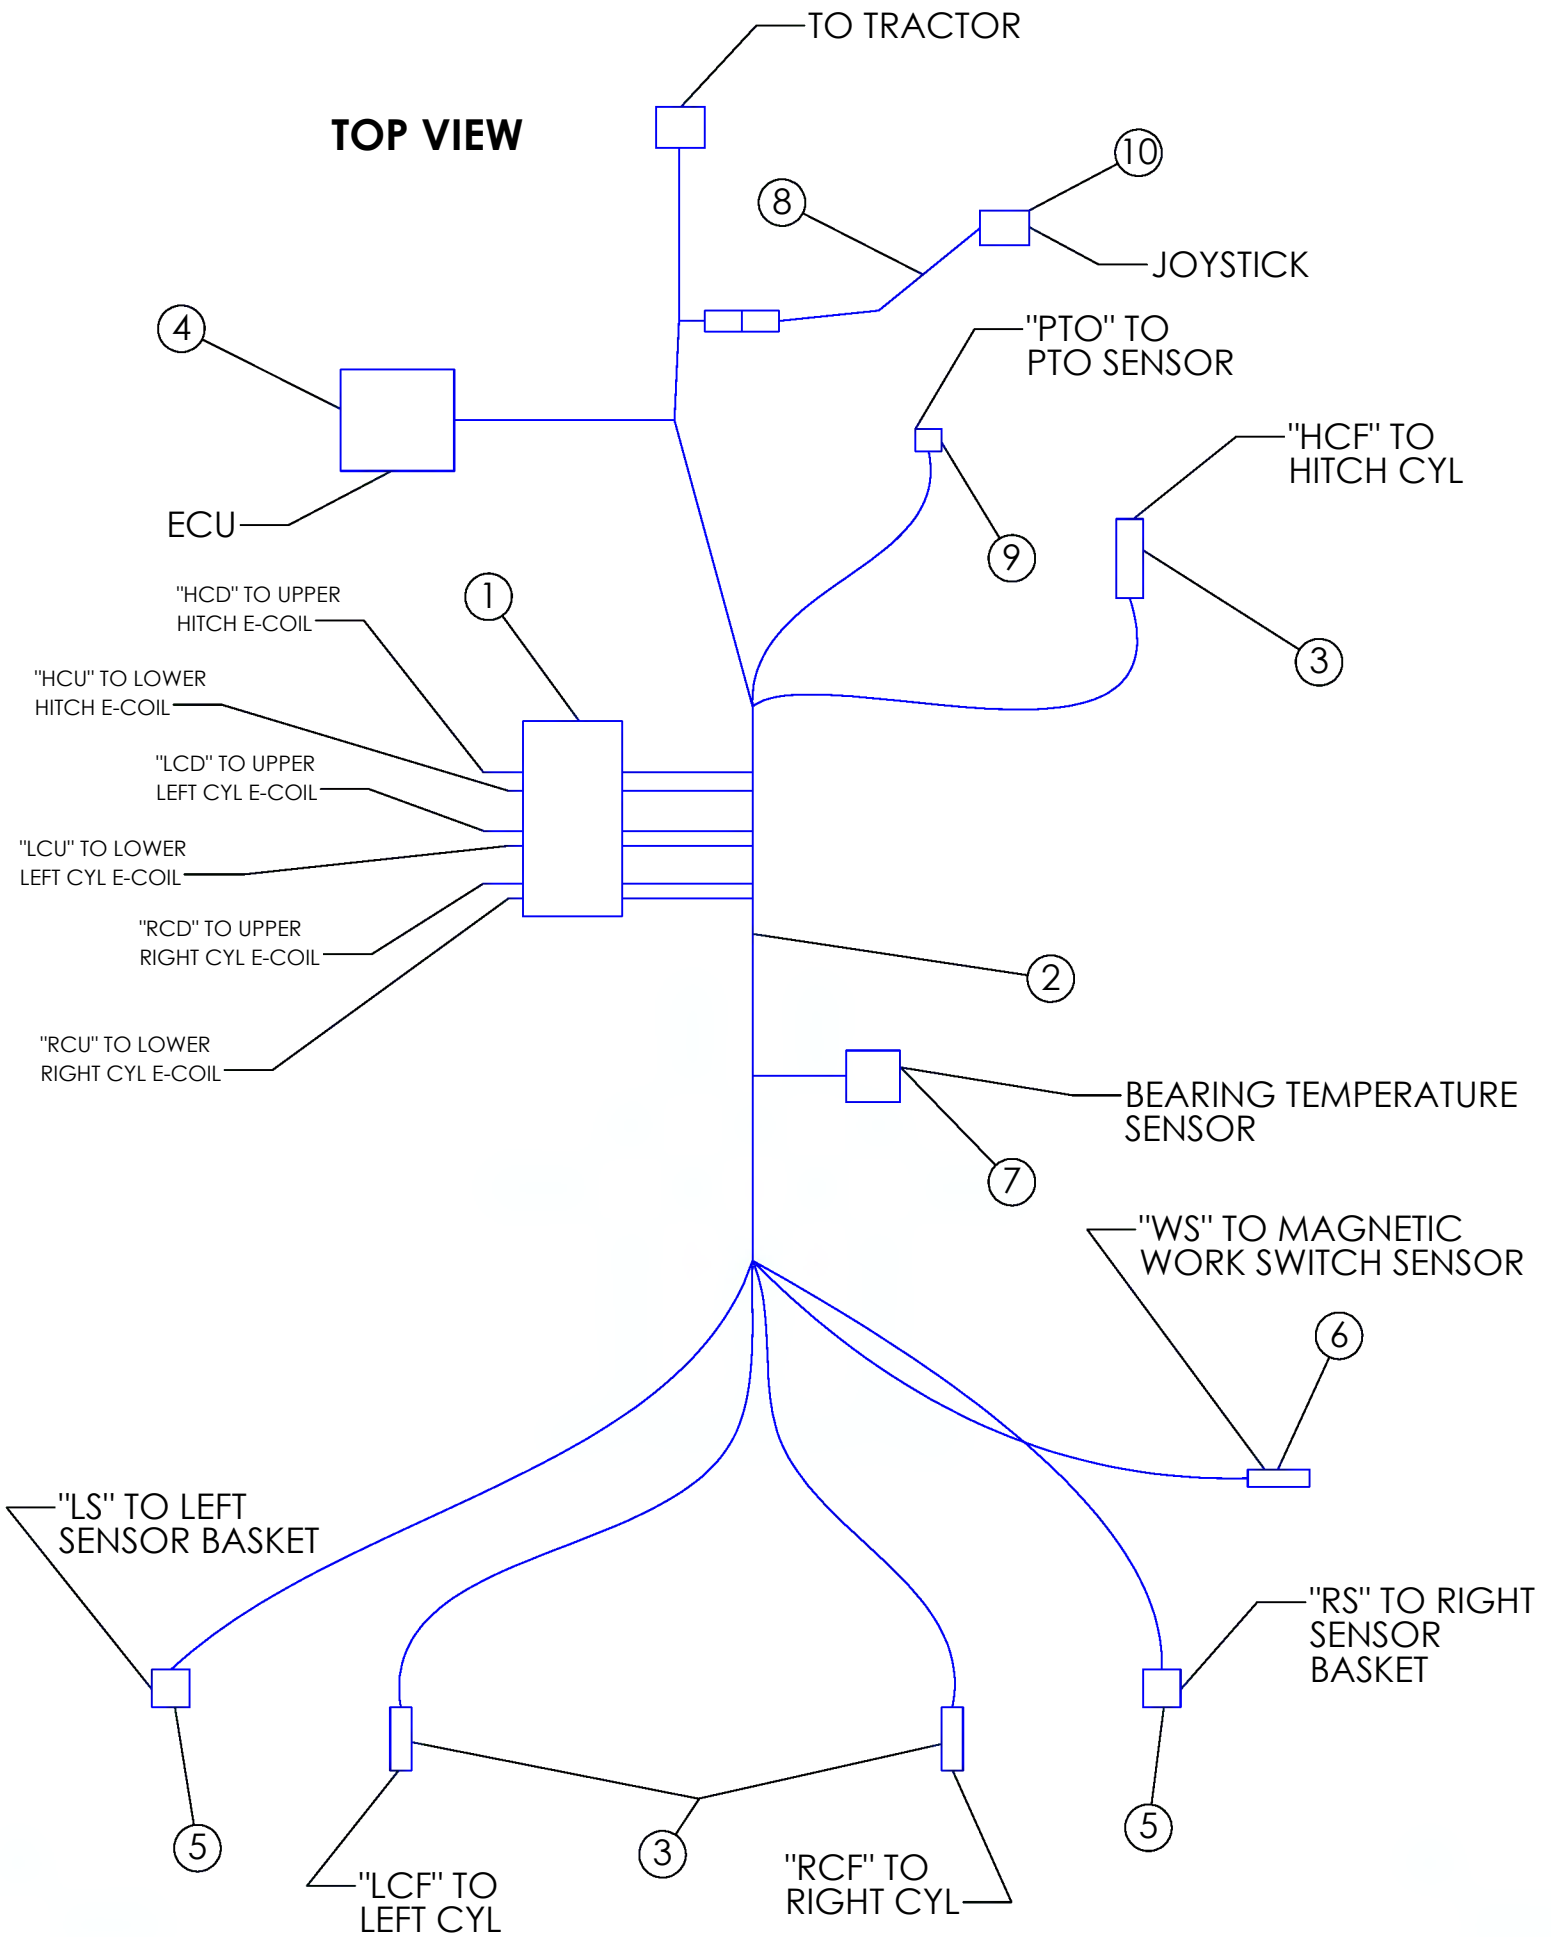 TO TRACTOR
TOP VIEW
10
8
JOYSTICK
4
"PTO" TO
PTO SENSOR
"HCF" TO
HITCH CYL
ECU
9
"HCD" TO UPPER
HITCH E-COIL
1
3
"HCU" TO LOWER
HITCH E-COIL
"LCD" TO UPPER
LEFT CYL E-COIL
"LCU" TO LOWER
LEFT CYL E-COIL
"RCD" TO UPPER
RIGHT CYL E-COIL
2
"RCU" TO LOWER
RIGHT CYL E-COIL
BEARING TEMPERATURE
SENSOR
7
"WS" TO MAGNETIC
WORK SWITCH SENSOR
6
"LS" TO LEFT
SENSOR BASKET
"RS" TO RIGHT
SENSOR
BASKET
5
3
5
"RCF" TO
RIGHT CYL
"LCF" TO
LEFT CYL